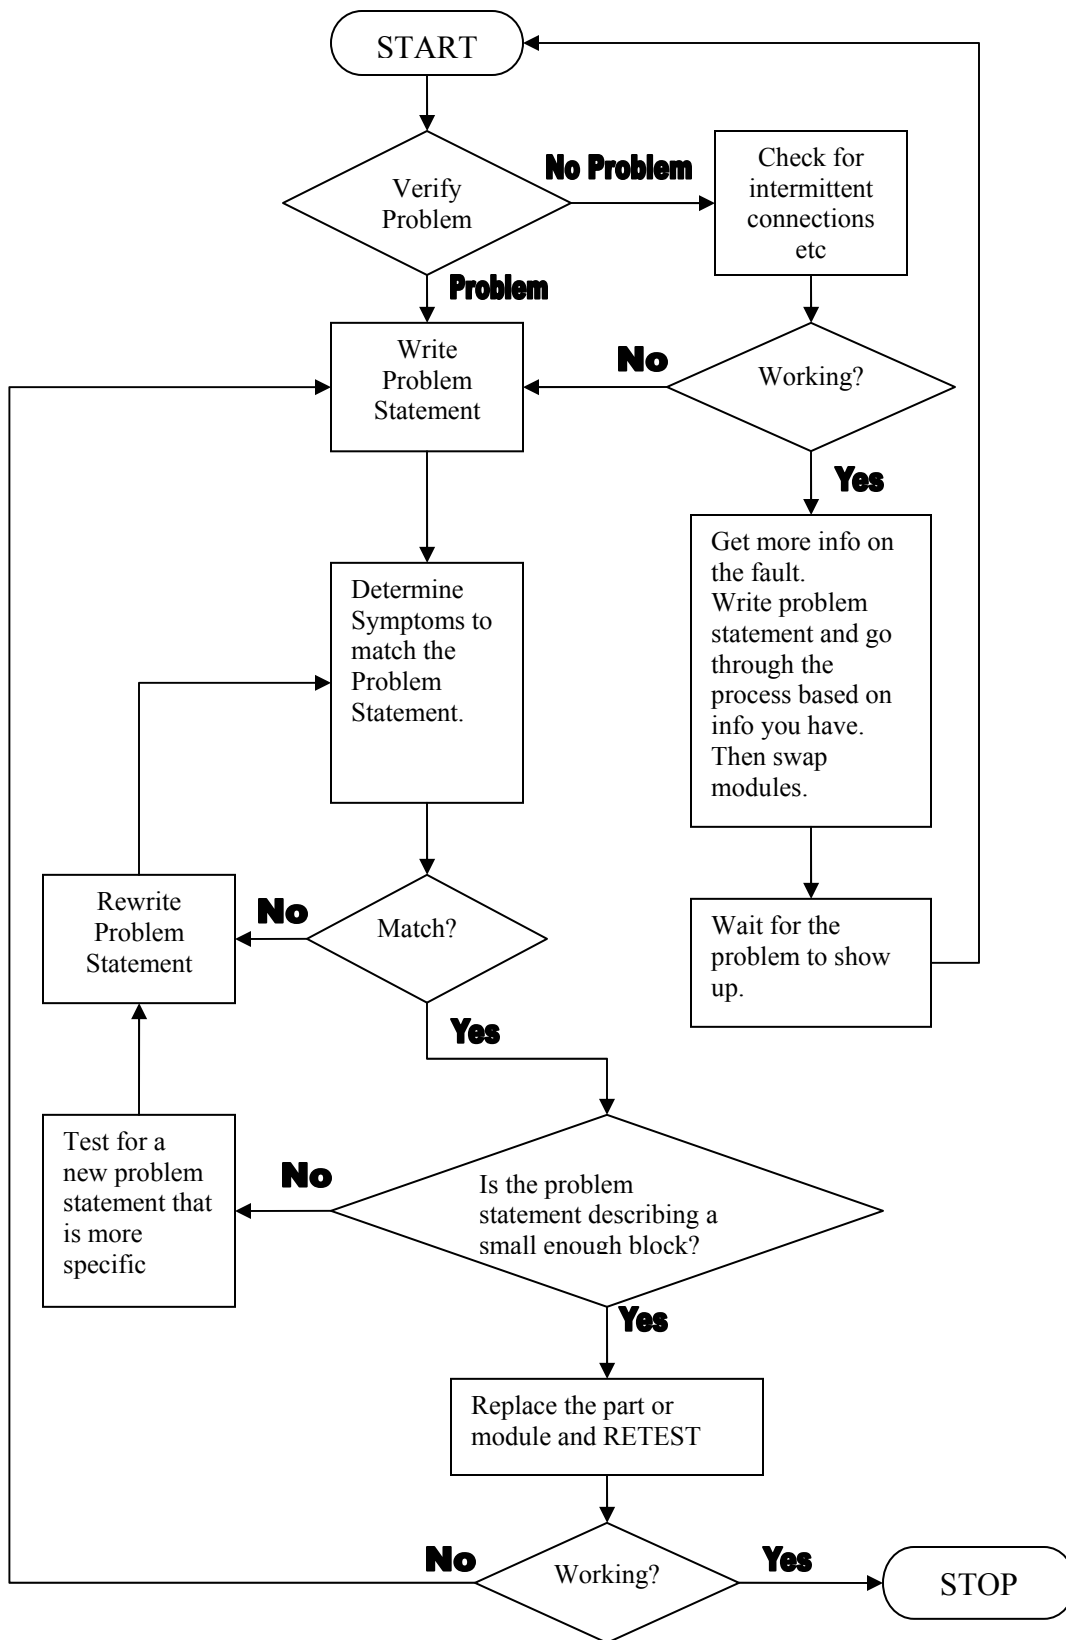 START
No Problem
Verify
Problem
Check for
intermittent
connections
etc
Problem
Write
Problem
Statement
No
Working?
Yes
Get more info on
the fault.
Write problem
statement and go
through the
process based on
info you have.
Then swap
modules.
Determine
Symptoms to
match the
Problem
Statement.
Rewrite
Problem
Statement
No
Match?
Wait for the
problem to show
up.
Yes
Test for a
new problem
statement that
is more
specific
No
Is the problem
statement describing a
small enough block?
Yes
Replace the part or
module and RETEST
No
Working?
Yes
STOP